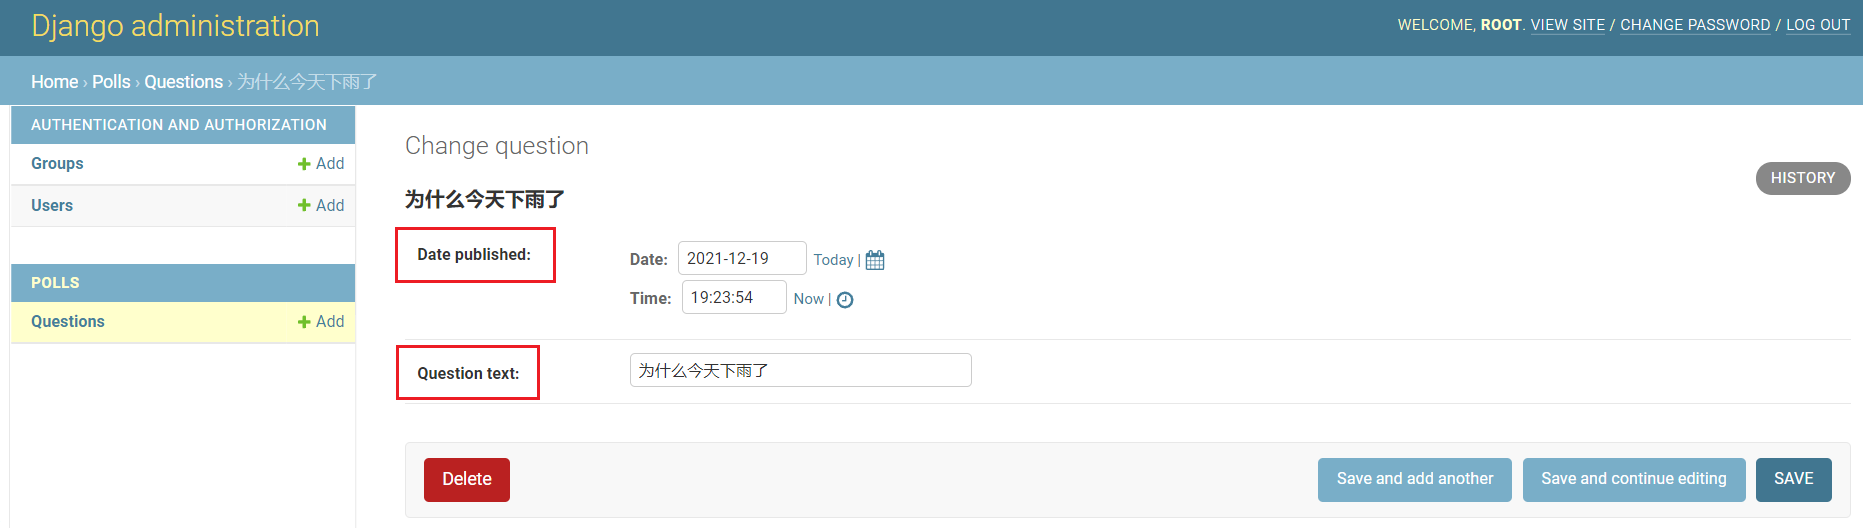 Django administration
WELCOME, ROOT. VIEW SITE / CHANGE PASSWORD / LOG OUT
Home › Polls › Questions › 为什么今天下雨了
AUTHENTICATION AND AUTHORIZATION
Groups
Add
Users
Add
POLLS
Questions
Add
Change question
HISTORY
为什么今天下雨了
Date published:
Date: 2021-12-19 Today |
Time: 19:23:54 Now |
Question text:
为什么今天下雨了
Delete
Save and add another
Save and continue editing
SAVE